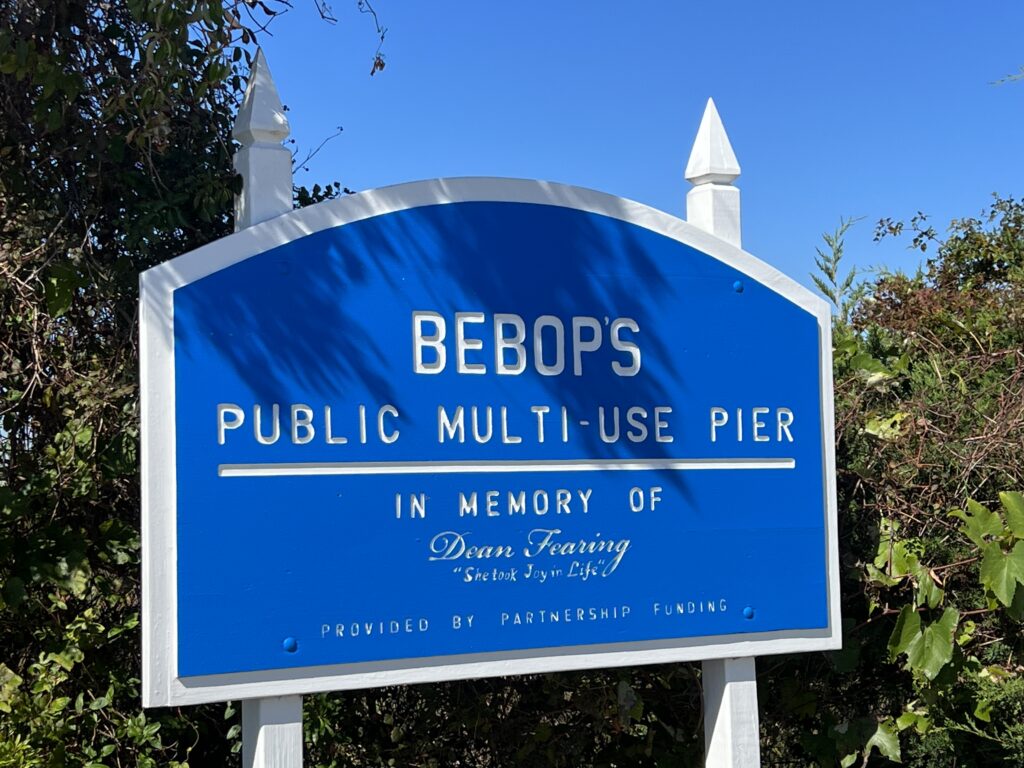 BEBOP'S
PUBLIC MULTI-USE PIER
IN MEMORY OF
Dean Fearing
"She took Joy in Life"
PROVIDED BY PARTNERSHIP FUNDING